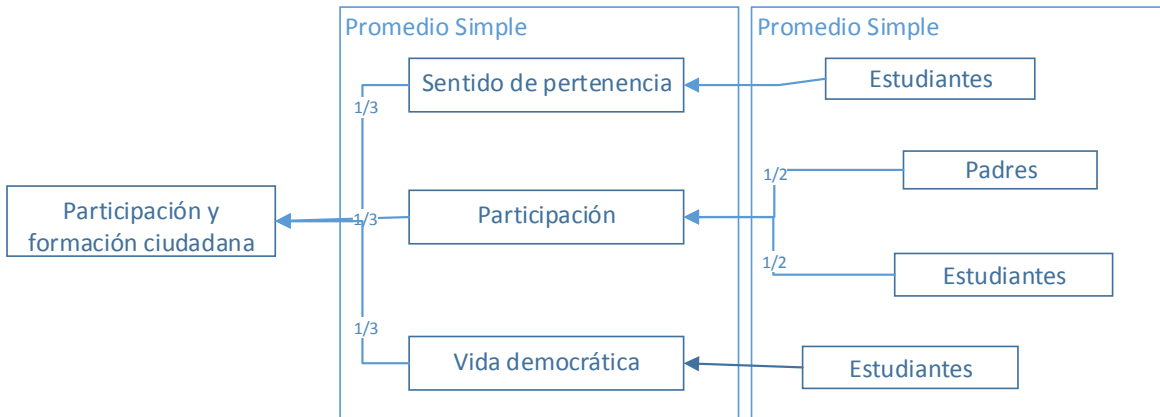 Promedio Simple
Promedio Simple
Sentido de pertenencia
Estudiantes
1/3
Padres
1/2
Participación y
formación ciudadana
1/3
Participación
1/2
Estudiantes
1/3
Vida democrática
Estudiantes